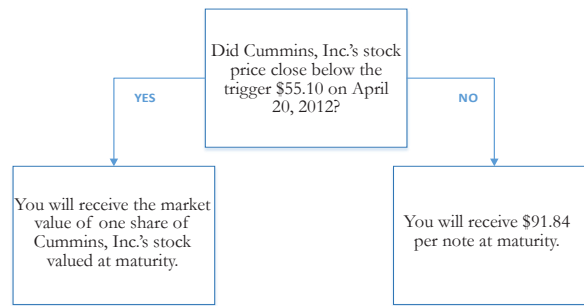 Did Cummins, Inc.'s stock
price close below the
trigger $55.10 on April
20, 2012?
YES
NO
You will receive the market
value of one share of
Cummins, Inc.'s stock
valued at maturity.
You will receive $91.84
per note at maturity.